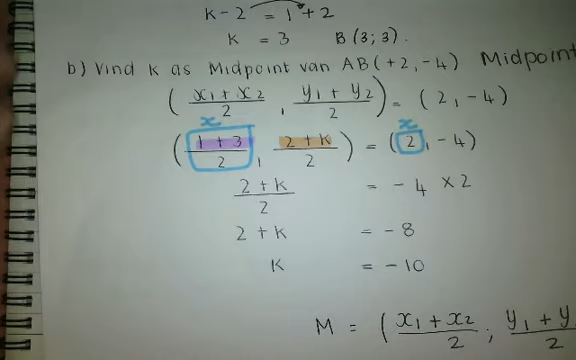 k - 2 = 1 + 2
k = 3 B (3; 3).
b) Vind k as Midpoint van AB (+2, -4) Midpoint
( x₁ + x₂ / 2 , y₁ + y₂ / 2 ) = (2, -4)
x x
( 1 + 3 / 2 , 2 + k / 2 ) = (2, -4)
2 + k / 2 = -4 × 2
2 + k = -8
k = -10
M = ( x₁ + x₂ / 2 ; y₁ + y / 2